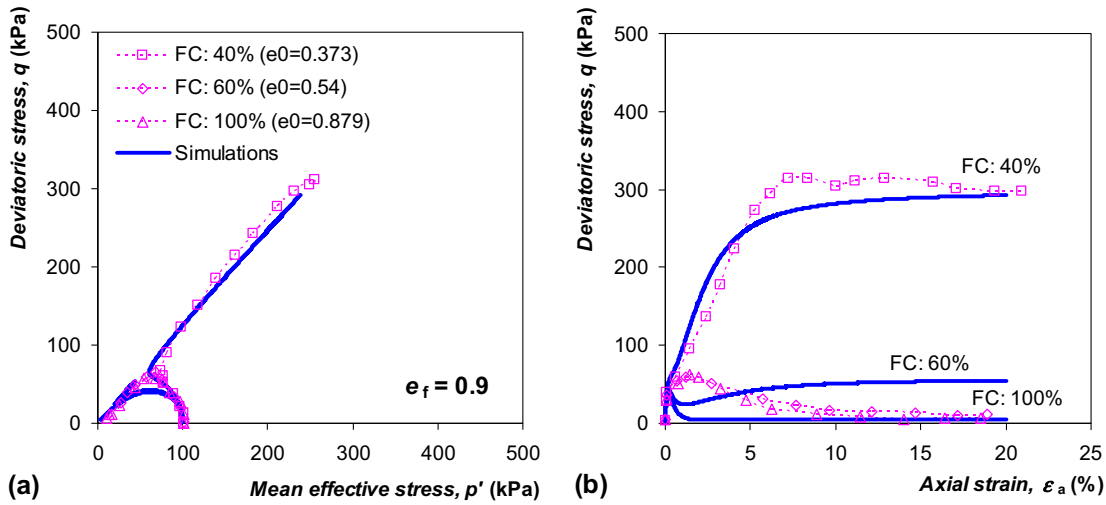 500
400
300
200
100
0
Deviatoric stress, q (kPa)
FC: 40% (e0=0.373)
FC: 60% (e0=0.54)
FC: 100% (e0=0.879)
Simulations
e f = 0.9
0 100 200 300 400 500
(a)
Mean effective stress, p' (kPa)
500
400
300
200
100
0
Deviatoric stress, q (kPa)
FC: 40%
FC: 60%
FC: 100%
0 5 10 15 20 25
(b)
Axial strain, ε a (%)